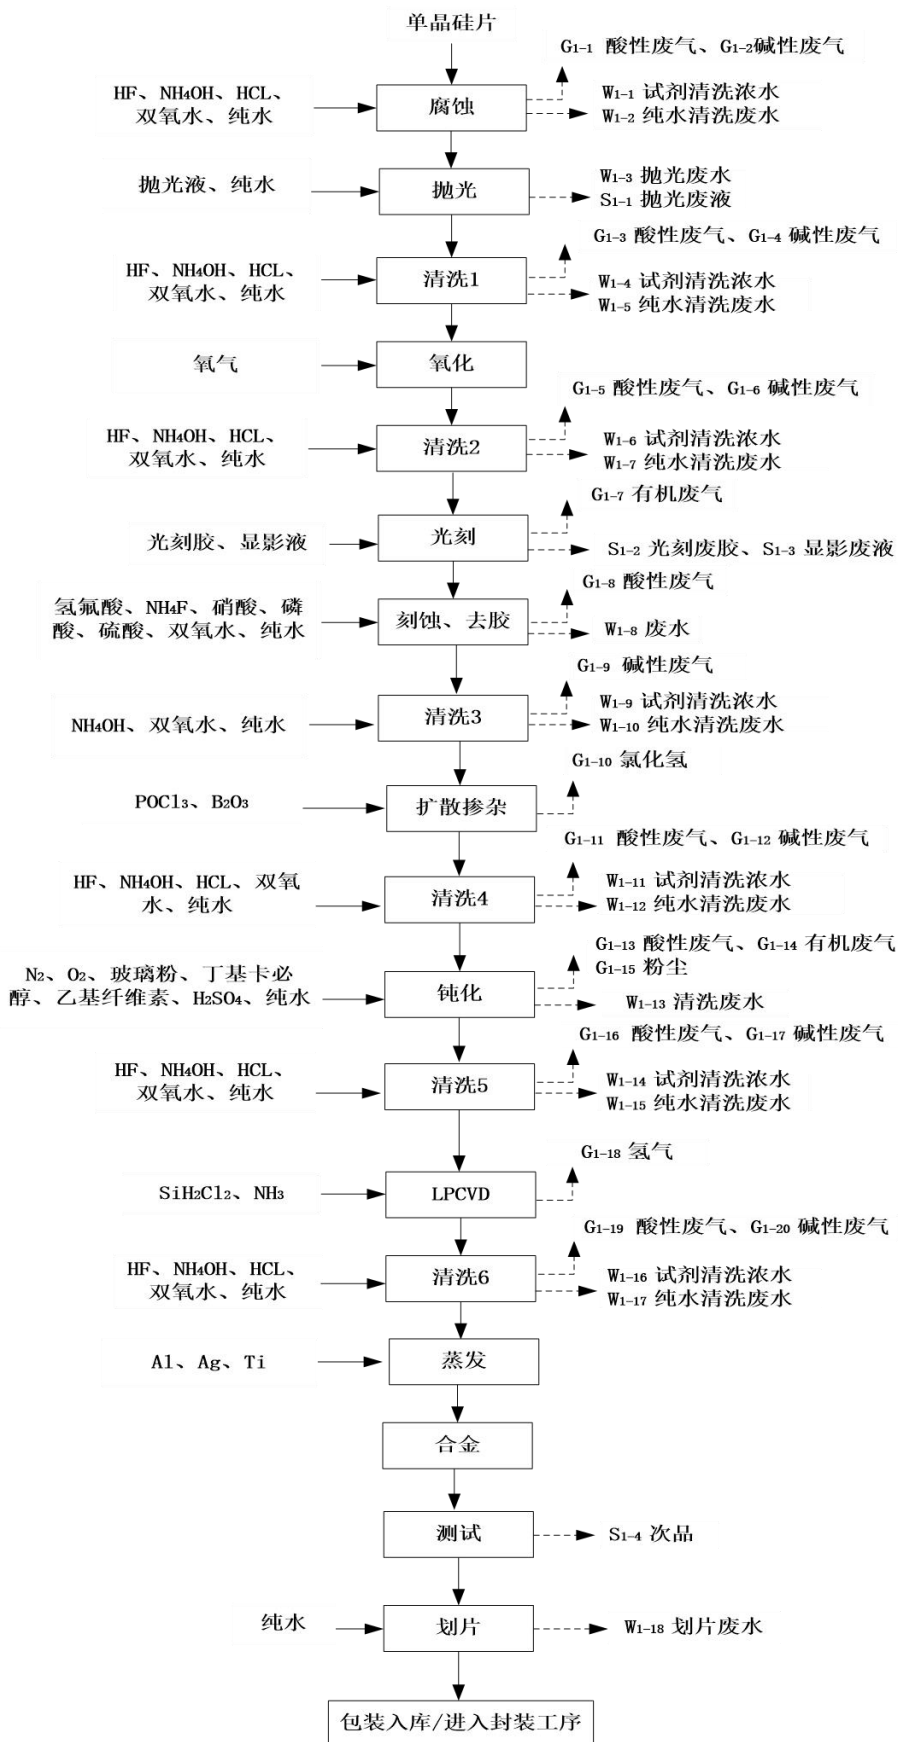 单晶硅片
G₁₋₁ 酸性废气、G₁₋₂碱性废气
HF、NH₄OH、HCL、
双氧水、纯水
腐蚀
W₁₋₁ 试剂清洗浓水
W₁₋₂ 纯水清洗废水
抛光液、纯水
抛光
W₁₋₃ 抛光废水
S₁₋₁ 抛光废液
G₁₋₃ 酸性废气、G₁₋₄ 碱性废气
HF、NH₄OH、HCL、
双氧水、纯水
清洗1
W₁₋₄ 试剂清洗浓水
W₁₋₅ 纯水清洗废水
氧气
氧化
G₁₋₅ 酸性废气、G₁₋₆ 碱性废气
HF、NH₄OH、HCL、
双氧水、纯水
清洗2
W₁₋₆ 试剂清洗浓水
W₁₋₇ 纯水清洗废水
G₁₋₇ 有机废气
光刻胶、显影液
光刻
S₁₋₂ 光刻废胶、S₁₋₃ 显影废液
G₁₋₈ 酸性废气
氢氟酸、NH₄F、硝酸、磷
酸、硫酸、双氧水、纯水
刻蚀、去胶
W₁₋₈ 废水
G₁₋₉ 碱性废气
NH₄OH、双氧水、纯水
清洗3
W₁₋₉ 试剂清洗浓水
W₁₋₁₀ 纯水清洗废水
G₁₋₁₀ 氯化氢
POCl₃、B₂O₃
扩散掺杂
G₁₋₁₁ 酸性废气、G₁₋₁₂ 碱性废气
HF、NH₄OH、HCL、双氧
水、纯水
清洗4
W₁₋₁₁ 试剂清洗浓水
W₁₋₁₂ 纯水清洗废水
G₁₋₁₃ 酸性废气、G₁₋₁₄ 有机废气
G₁₋₁₅ 粉尘
N₂、O₂、玻璃粉、丁基卡必
醇、乙基纤维素、H₂SO₄、纯水
钝化
W₁₋₁₃ 清洗废水
G₁₋₁₆ 酸性废气、G₁₋₁₇ 碱性废气
HF、NH₄OH、HCL、
双氧水、纯水
清洗5
W₁₋₁₄ 试剂清洗浓水
W₁₋₁₅ 纯水清洗废水
G₁₋₁₈ 氢气
SiH₂Cl₂、NH₃
LPCVD
G₁₋₁₉ 酸性废气、G₁₋₂₀ 碱性废气
HF、NH₄OH、HCL、
双氧水、纯水
清洗6
W₁₋₁₆ 试剂清洗浓水
W₁₋₁₇ 纯水清洗废水
Al、Ag、Ti
蒸发
合金
测试
S₁₋₄ 次品
纯水
划片
W₁₋₁₈ 划片废水
包装入库/进入封装工序